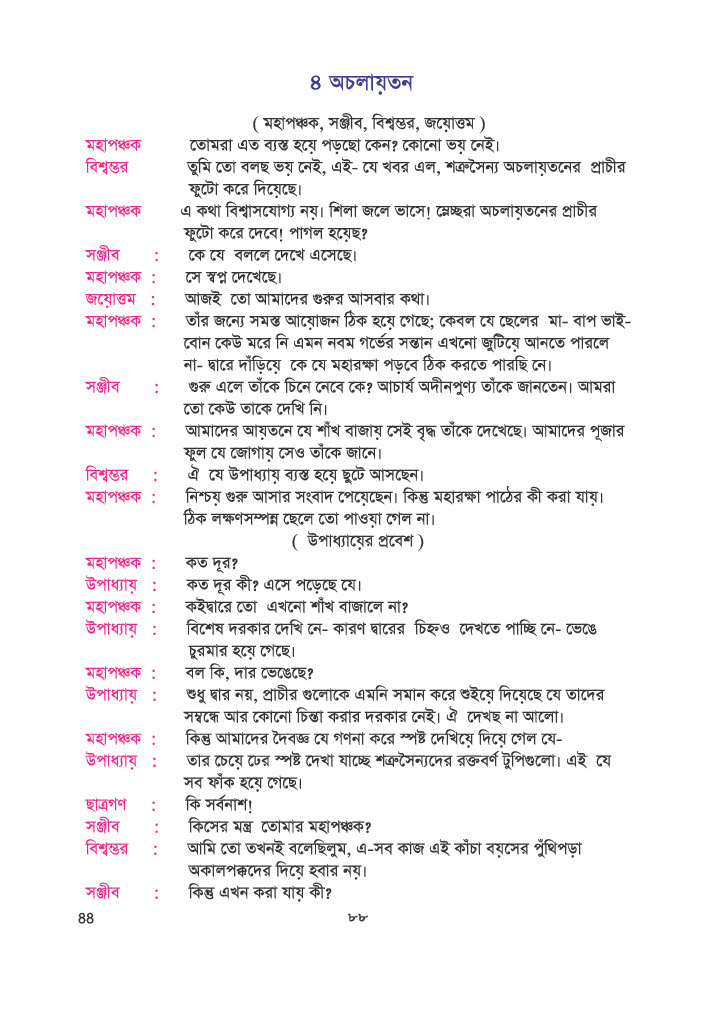 ৪ অচলায়তন
( মহাপঞ্চক, সঞ্জীব, বিশ্বম্ভর, জয়োত্তম )
মহাপঞ্চক তোমরা এত ব্যস্ত হয়ে পড়ছো কেন? কোনো ভয় নেই।
বিশ্বম্ভর তুমি তো বলছ ভয় নেই, এই- যে খবর এল, শত্রুসৈন্য অচলায়তনের প্রাচীর
ফুটো করে দিয়েছে।
মহাপঞ্চক এ কথা বিশ্বাসযোগ্য নয়। শিলা জলে ভাসে! ম্লেচ্ছরা অচলায়তনের প্রাচীর
ফুটো করে দেবে! পাগল হয়েছ?
সঞ্জীব : কে যে বললে দেখে এসেছে।
মহাপঞ্চক : সে স্বপ্ন দেখেছে।
জয়োত্তম : আজই তো আমাদের গুরুর আসবার কথা।
মহাপঞ্চক : তাঁর জন্যে সমস্ত আয়োজন ঠিক হয়ে গেছে; কেবল যে ছেলের মা- বাপ ভাই-
বোন কেউ মরে নি এমন নবম গর্ভের সন্তান এখনো জুটিয়ে আনতে পারলে
না- দ্বারে দাঁড়িয়ে কে যে মহারক্ষা পড়বে ঠিক করতে পারছি নে।
সঞ্জীব : গুরু এলে তাঁকে চিনে নেবে কে? আচার্য অদীনপুণ্য তাঁকে জানতেন। আমরা
তো কেউ তাকে দেখি নি।
মহাপঞ্চক : আমাদের আয়তনে যে শাঁখ বাজায় সেই বৃদ্ধ তাঁকে দেখেছে। আমাদের পূজার
ফুল যে জোগায় সেও তাঁকে জানে।
বিশ্বম্ভর : ঐ যে উপাধ্যায় ব্যস্ত হয়ে ছুটে আসছেন।
মহাপঞ্চক : নিশ্চয় গুরু আসার সংবাদ পেয়েছেন। কিন্তু মহারক্ষা পাঠের কী করা যায়।
ঠিক লক্ষণসম্পন্ন ছেলে তো পাওয়া গেল না।
( উপাধ্যায়ের প্রবেশ )
মহাপঞ্চক : কত দূর?
উপাধ্যায় : কত দূর কী? এসে পড়েছে যে।
মহাপঞ্চক : কইদ্বারে তো এখনো শাঁখ বাজালে না?
উপাধ্যায় : বিশেষ দরকার দেখি নে- কারণ দ্বারের চিহ্নও দেখতে পাচ্ছি নে- ভেঙে
চুরমার হয়ে গেছে।
মহাপঞ্চক : বল কি, দার ভেঙেছে?
উপাধ্যায় : শুধু দ্বার নয়, প্রাচীর গুলোকে এমনি সমান করে শুইয়ে দিয়েছে যে তাদের
সম্বন্ধে আর কোনো চিন্তা করার দরকার নেই। ঐ দেখছ না আলো।
মহাপঞ্চক : কিন্তু আমাদের দৈবজ্ঞ যে গণনা করে স্পষ্ট দেখিয়ে দিয়ে গেল যে-
উপাধ্যায় : তার চেয়ে ঢের স্পষ্ট দেখা যাচ্ছে শত্রুসৈন্যদের রক্তবর্ণ টুপিগুলো। এই যে
সব ফাঁক হয়ে গেছে।
ছাত্রগণ : কি সর্বনাশ!
সঞ্জীব : কিসের মন্ত্র তোমার মহাপঞ্চক?
বিশ্বম্ভর : আমি তো তখনই বলেছিলুম, এ-সব কাজ এই কাঁচা বয়সের পুঁথিপড়া
অকালপক্কদের দিয়ে হবার নয়।
সঞ্জীব : কিন্তু এখন করা যায় কী?
88 ৮৮